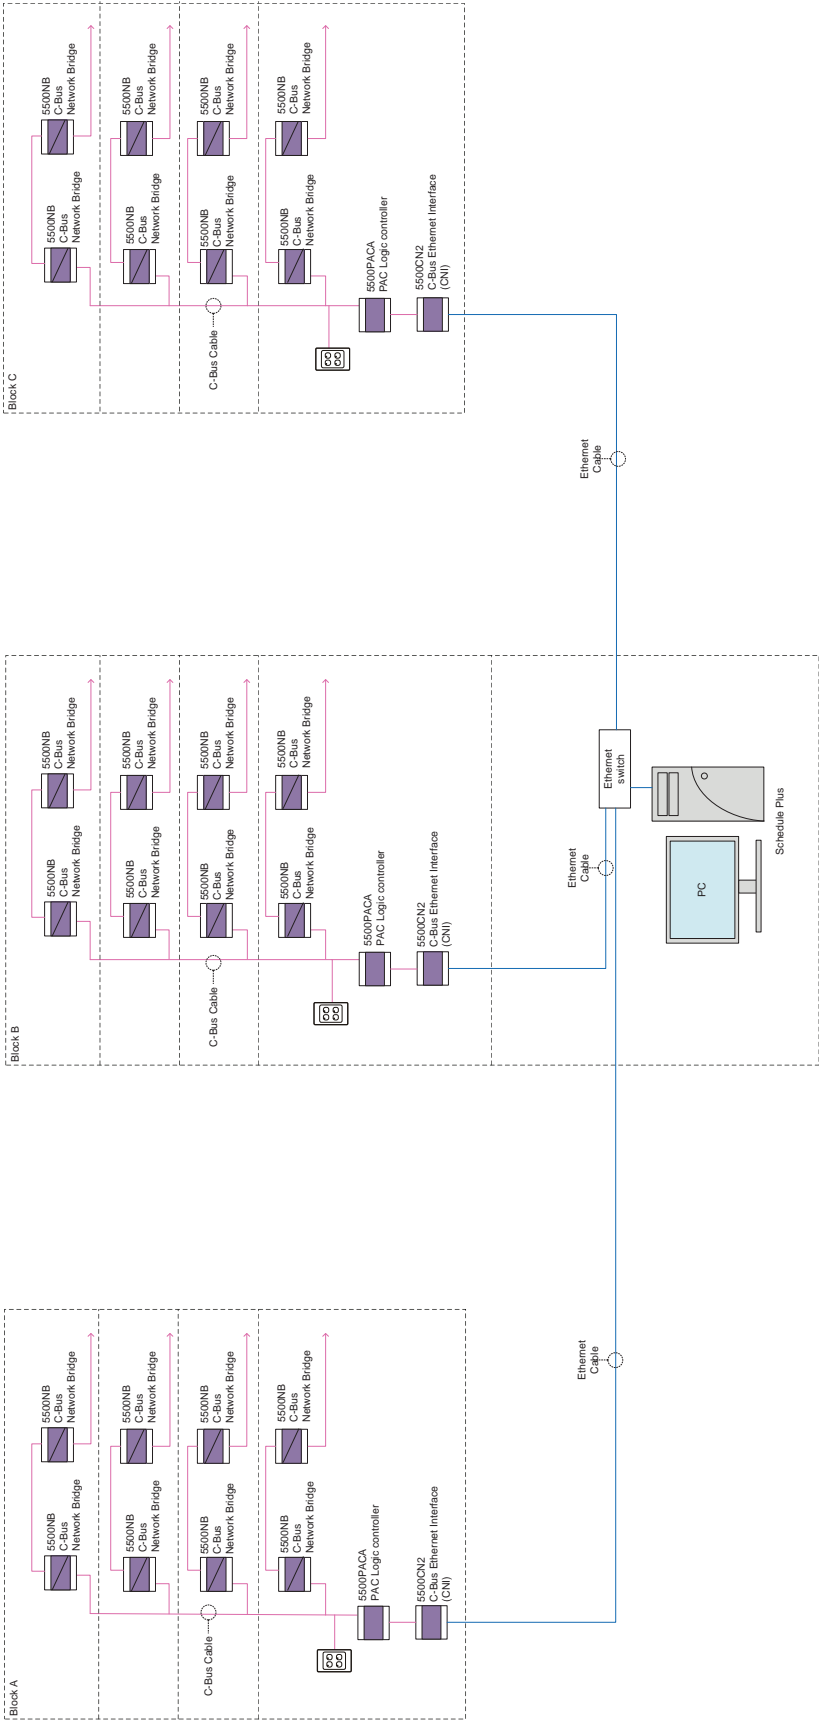 Block A
5500NB
C-Bus
Network Bridge
5500NB
C-Bus
Network Bridge
5500NB
C-Bus
Network Bridge
5500NB
C-Bus
Network Bridge
5500NB
C-Bus
Network Bridge
5500NB
C-Bus
Network Bridge
C-Bus Cable
5500NB
C-Bus
Network Bridge
5500NB
C-Bus
Network Bridge
5500PACA
PAC Logic controller
5500CN2
C-Bus Ethernet Interface
(CNI)
Ethernet
Cable
Block B
5500NB
C-Bus
Network Bridge
5500NB
C-Bus
Network Bridge
5500NB
C-Bus
Network Bridge
5500NB
C-Bus
Network Bridge
5500NB
C-Bus
Network Bridge
5500NB
C-Bus
Network Bridge
C-Bus Cable
5500NB
C-Bus
Network Bridge
5500NB
C-Bus
Network Bridge
5500PACA
PAC Logic controller
5500CN2
C-Bus Ethernet Interface
(CNI)
Ethernet
Cable
Ethernet
switch
PC
Schedule Plus
Block C
5500NB
C-Bus
Network Bridge
5500NB
C-Bus
Network Bridge
5500NB
C-Bus
Network Bridge
5500NB
C-Bus
Network Bridge
5500NB
C-Bus
Network Bridge
5500NB
C-Bus
Network Bridge
C-Bus Cable
5500NB
C-Bus
Network Bridge
5500NB
C-Bus
Network Bridge
5500PACA
PAC Logic controller
5500CN2
C-Bus Ethernet Interface
(CNI)
Ethernet
Cable